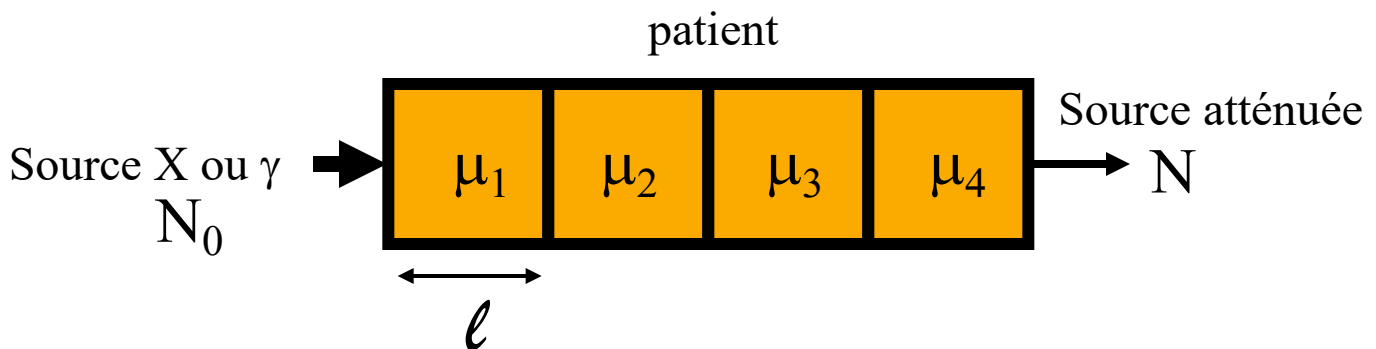 patient
Source X ou γ
N₀
μ₁ μ₂ μ₃ μ₄
Source atténuée
N
ℓ